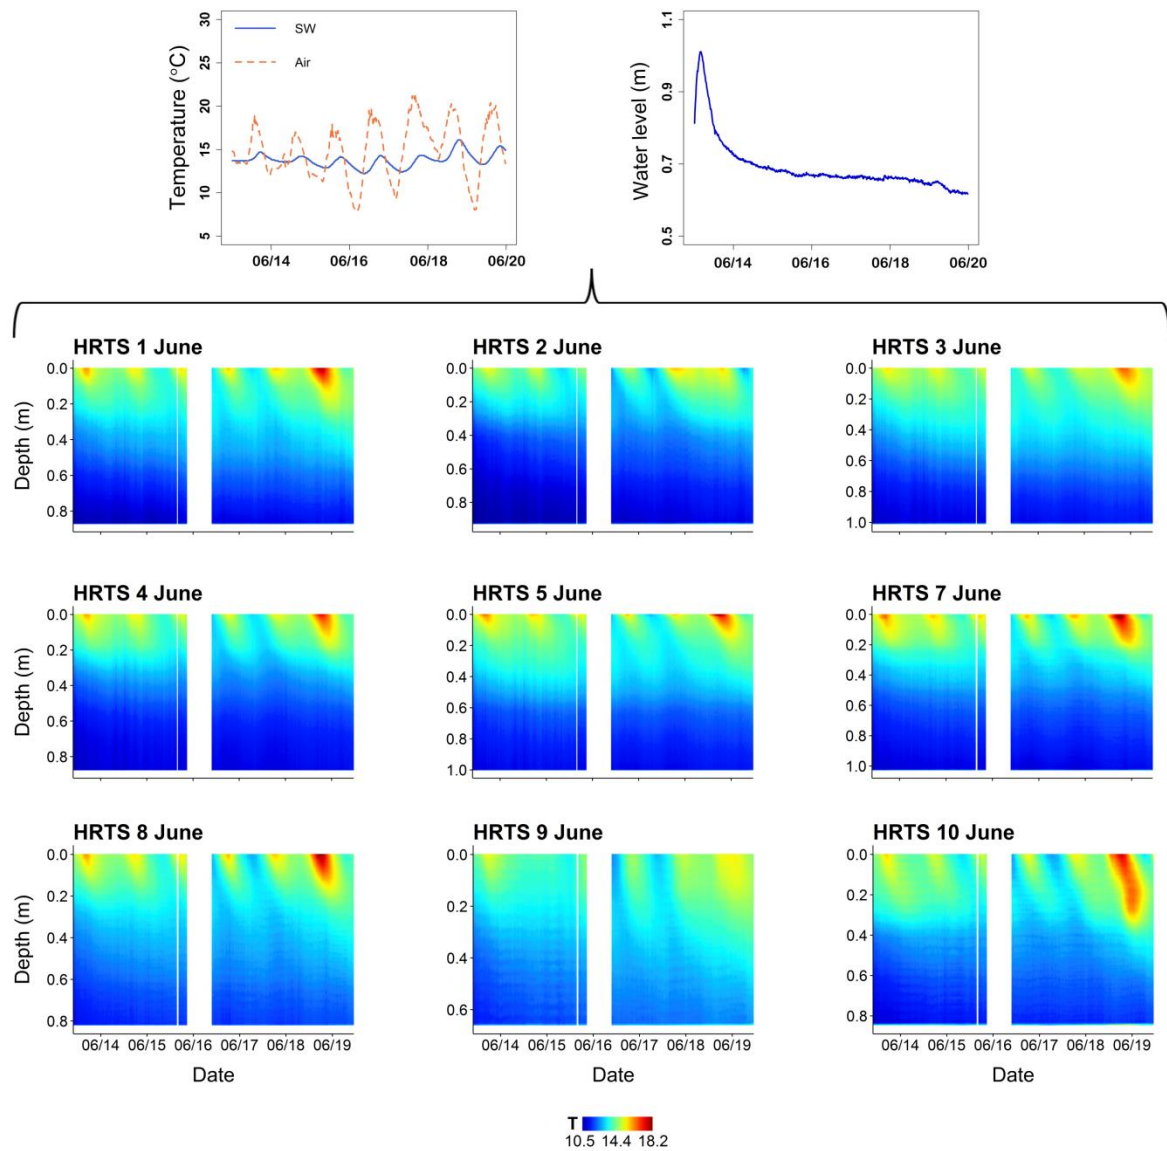 Temperature (°C)
30
25
20
15
10
5
SW
Air
06/14 06/16 06/18 06/20
Water level (m)
1.1
0.9
0.7
0.5
06/14 06/16 06/18 06/20
HRTS 1 June
HRTS 2 June
HRTS 3 June
Depth (m)
0.0
0.2
0.4
0.6
0.8
0.0
0.2
0.4
0.6
0.8
0.0
0.2
0.4
0.6
0.8
1.0
HRTS 4 June
HRTS 5 June
HRTS 7 June
Depth (m)
0.0
0.2
0.4
0.6
0.8
0.0
0.2
0.4
0.6
0.8
1.0
0.0
0.2
0.4
0.6
0.8
1.0
HRTS 8 June
HRTS 9 June
HRTS 10 June
Depth (m)
0.0
0.2
0.4
0.6
0.8
0.0
0.2
0.4
0.6
0.0
0.2
0.4
0.6
0.8
06/14 06/15 06/16 06/17 06/18 06/19
06/14 06/15 06/16 06/17 06/18 06/19
06/14 06/15 06/16 06/17 06/18 06/19
Date
Date
Date
T
10.5 14.4 18.2